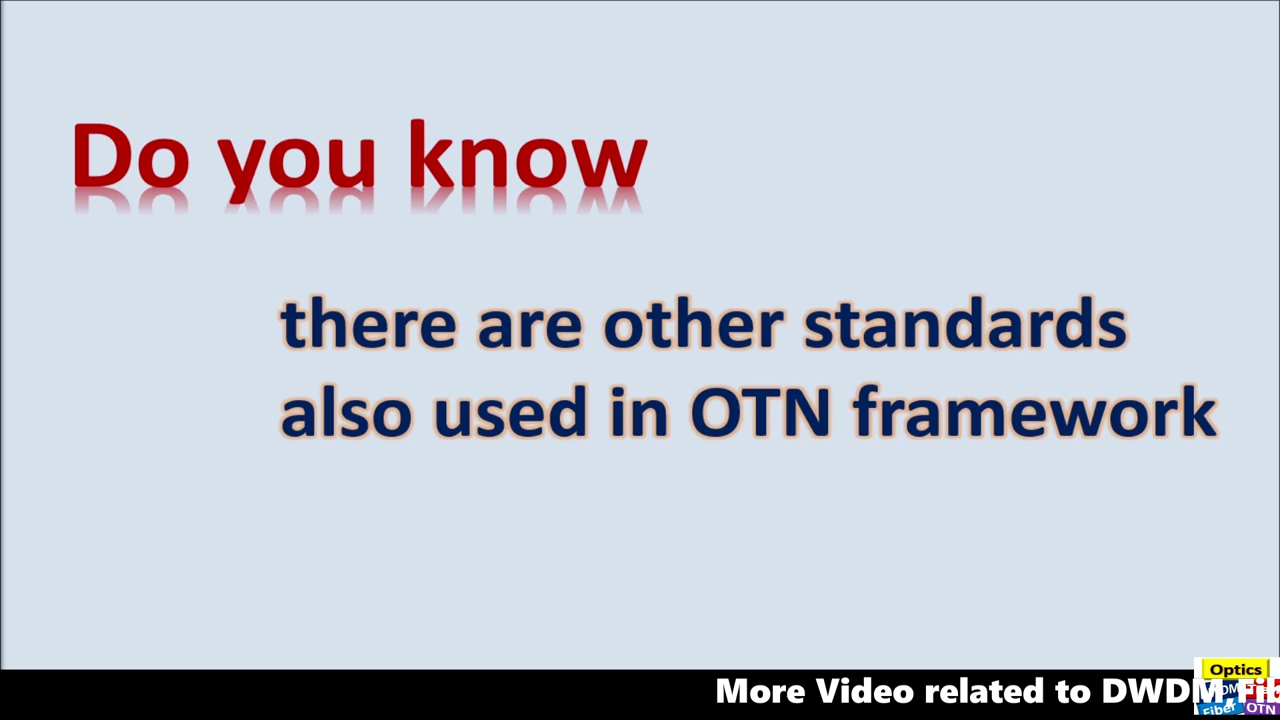 Do you know
there are other standards
also used in OTN framework
Optics
More Video related to DWDM,
Fiber OTN